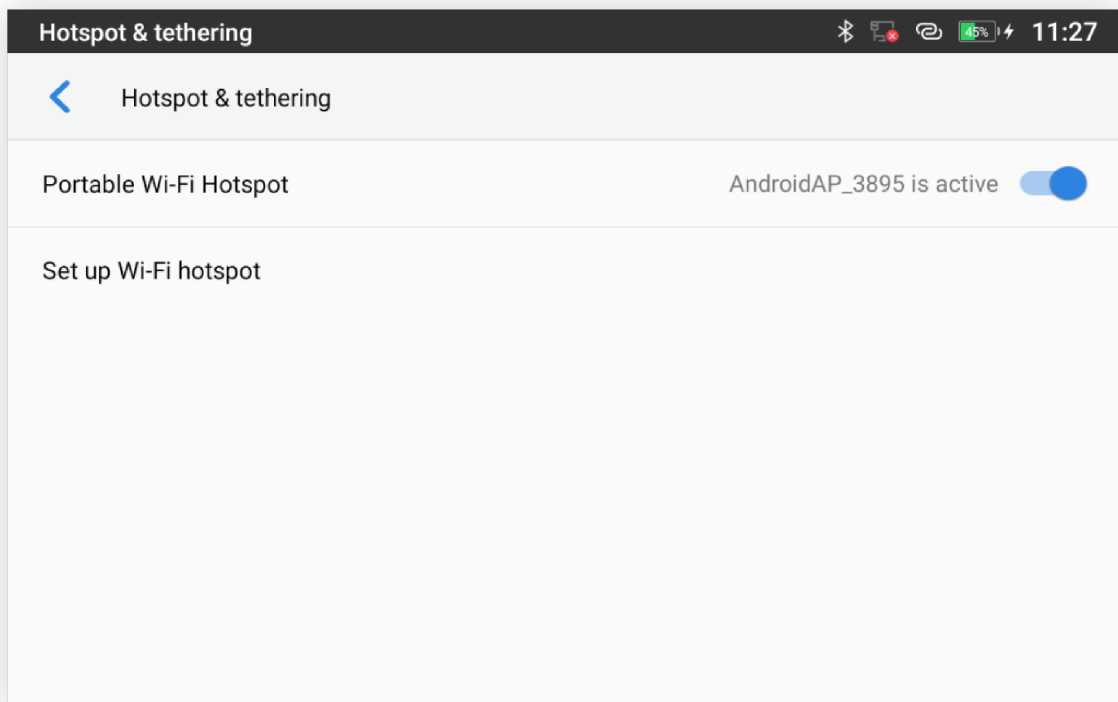 Hotspot & tethering 45% 11:27
Hotspot & tethering
Portable Wi-Fi Hotspot AndroidAP_3895 is active
Set up Wi-Fi hotspot